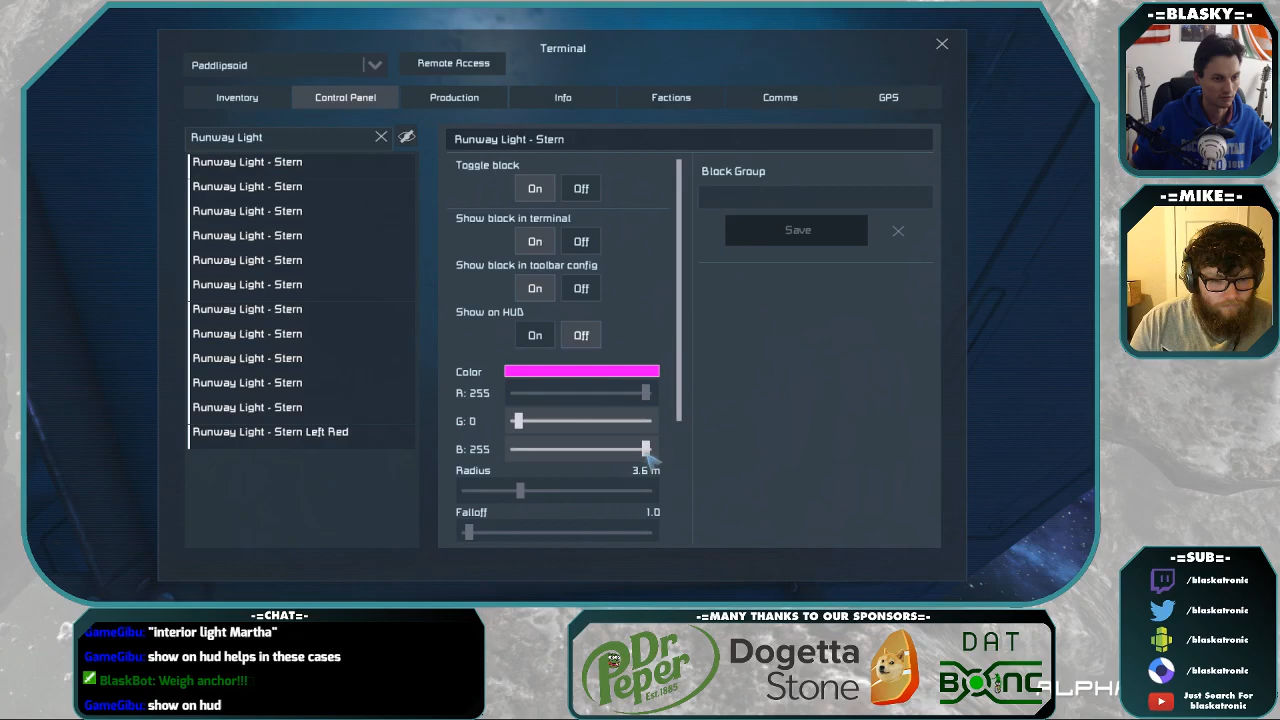 -=BLASKY=-
Terminal
Paddlipsoid
Remote Access
Inventory
Control Panel
Production
Info
Factions
Comms
GPS
Runway Light
Runway Light - Stern
Runway Light - Stern
Runway Light - Stern
Runway Light - Stern
Runway Light - Stern
Runway Light - Stern
Runway Light - Stern
Runway Light - Stern
Runway Light - Stern
Runway Light - Stern
Runway Light - Stern
Runway Light - Stern Left Red
Runway Light - Stern
Toggle block
On Off
Show block in terminal
On Off
Show block in toolbar config
On Off
Show on HUD
On Off
Color
R: 255
G: 0
B: 255
Radius 3.6 m
Falloff 1.0
Block Group
Save
-=MIKE=-
-=SUB=-
/blaskatronic
/blaskatronic
/blaskatronic
/blaskatronic
Just Search For
blaskatronic
-=CHAT=-
GameGibu: "interior light Martha"
GameGibu: show on hud helps in these cases
BlaskBot: Weigh anchor!!!
GameGibu: show on hud
-=MANY THANKS TO OUR SPONSORS=-
Dr.
Peper
EST 1885
Dogetta
Stone
DAT
BONC
ALPHA